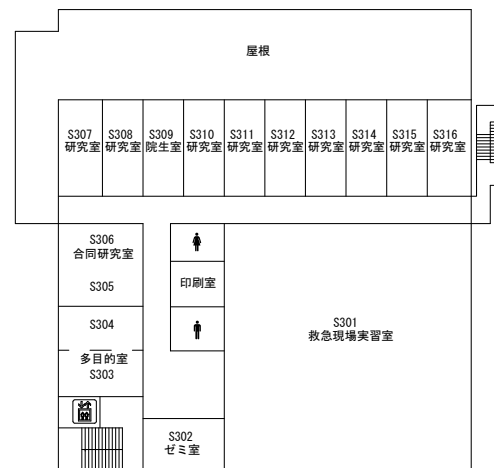 屋根
S307
研究室
S308
研究室
S309
院生室
S310
研究室
S311
研究室
S312
研究室
S313
研究室
S314
研究室
S315
研究室
S316
研究室
S306
合同研究室
S305
印刷室
S304
S301
救急現場実習室
多目的室
S303
S302
ゼミ室